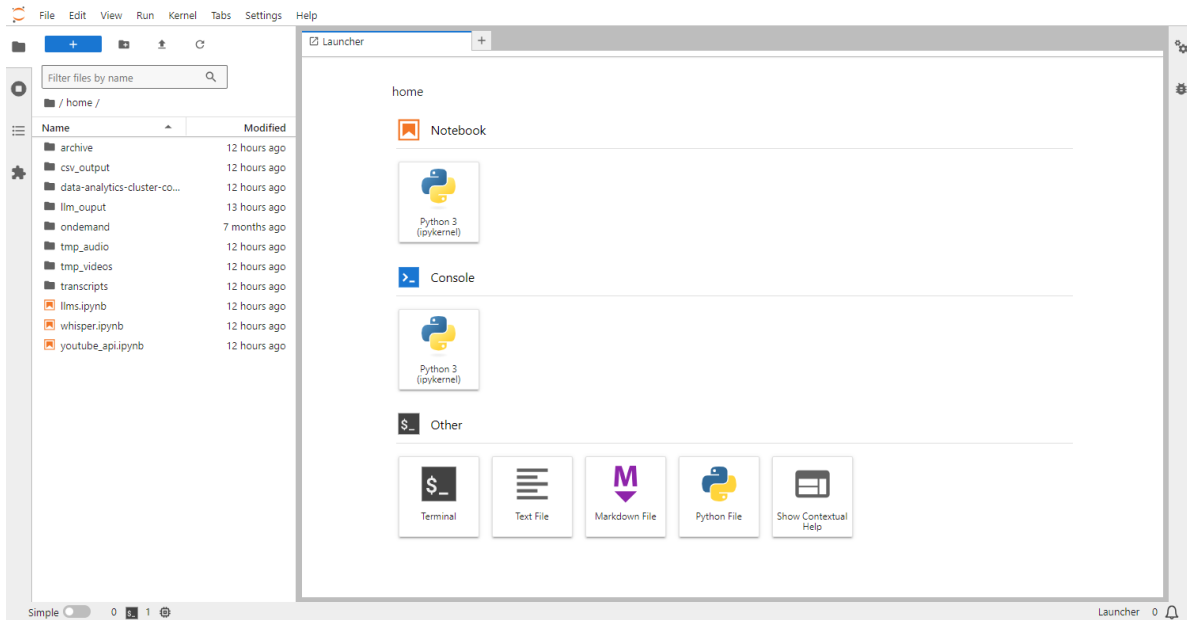 File Edit View Run Kernel Tabs Settings Help
+
Filter files by name
/ home /
Name Modified
archive 12 hours ago
csv_output 12 hours ago
data-analytics-cluster-co... 12 hours ago
llm_ouput 13 hours ago
ondemand 7 months ago
tmp_audio 12 hours ago
tmp_videos 12 hours ago
transcripts 12 hours ago
llms.ipynb 12 hours ago
whisper.ipynb 12 hours ago
youtube_api.ipynb 12 hours ago
Launcher +
home
Notebook
Python 3
(ipykernel)
>_ Console
Python 3
(ipykernel)
$_ Other
$_
Terminal
Text File
M
Markdown File
Python File
Show Contextual
Help
Simple 0 $_ 1
Launcher 0